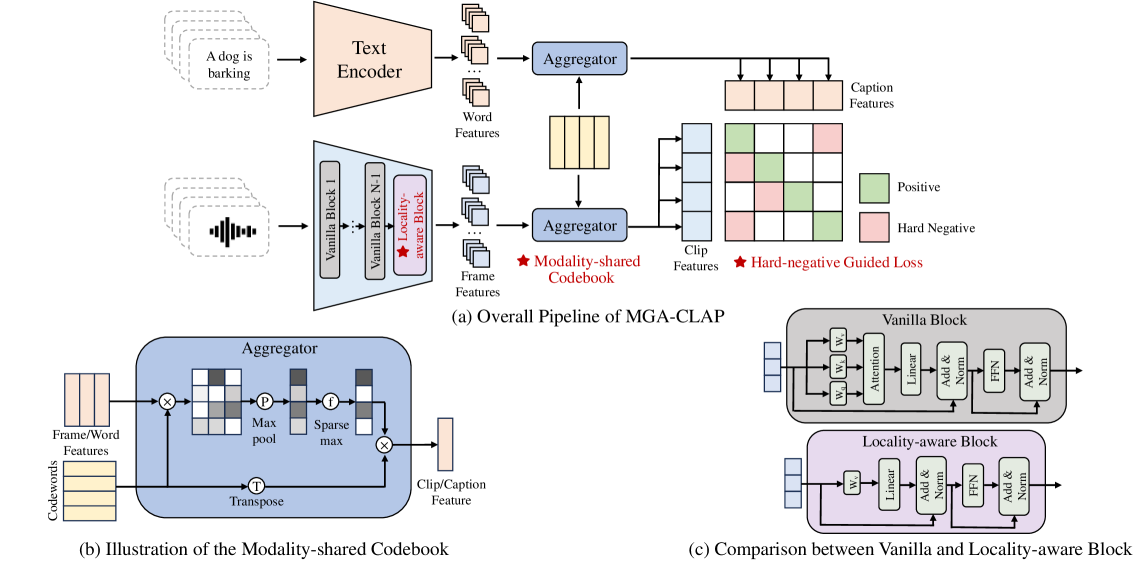 A dog is
barking
Text
Encoder
...
Word
Features
Aggregator
Caption
Features
Vanilla Block 1
...
Vanilla Block N-1
Locality-
aware Block
...
Frame
Features
Aggregator
Modality-shared
Codebook
Clip
Features
Positive
Hard Negative
Hard-negative Guided Loss
(a) Overall Pipeline of MGA-CLAP
Aggregator
Frame/Word
Features
Codewords
×
P
Max
pool
f
Sparse
max
×
T
Transpose
Clip/Caption
Feature
(b) Illustration of the Modality-shared Codebook
Vanilla Block
Wv
Wk
Wq
Attention
Linear
Add &
Norm
FFN
Add &
Norm
Locality-aware Block
Wv
Linear
Add &
Norm
FFN
Add &
Norm
(c) Comparison between Vanilla and Locality-aware Block